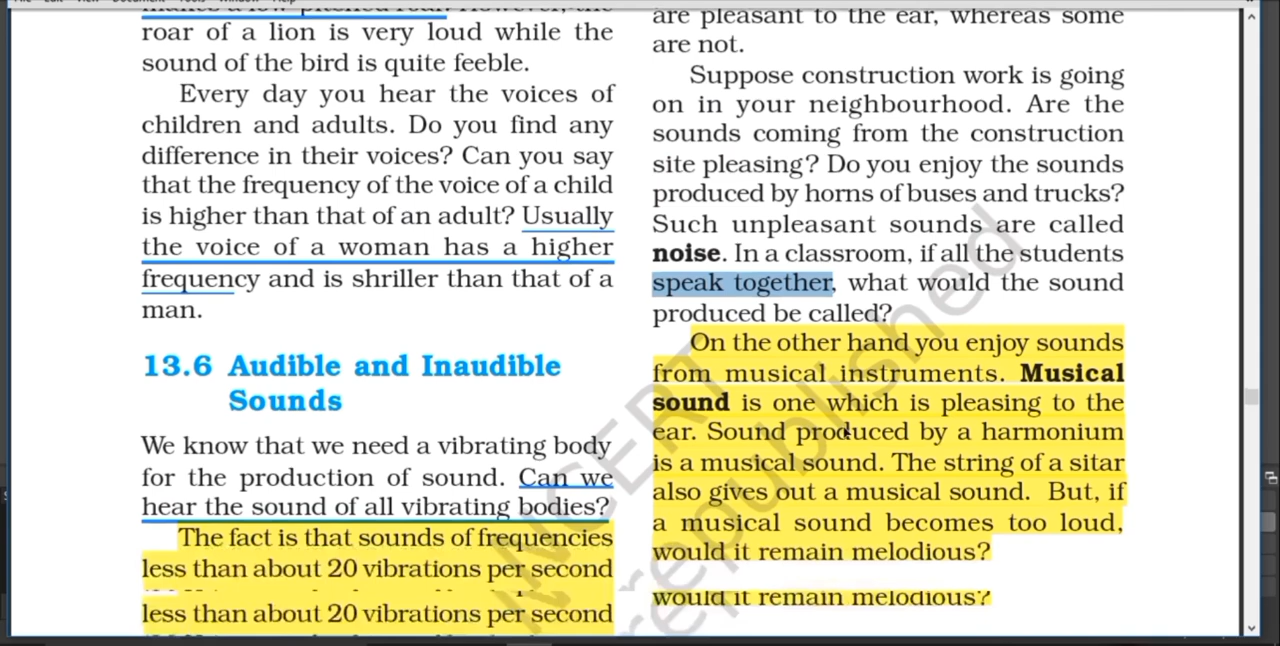 roar of a lion is very loud while the
sound of the bird is quite feeble.
Every day you hear the voices of
children and adults. Do you find any
difference in their voices? Can you say
that the frequency of the voice of a child
is higher than that of an adult? Usually
the voice of a woman has a higher
frequency and is shriller than that of a
man.
13.6 Audible and Inaudible
Sounds
We know that we need a vibrating body
for the production of sound. Can we
hear the sound of all vibrating bodies?
The fact is that sounds of frequencies
less than about 20 vibrations per second
less than about 20 vibrations per second
are pleasant to the ear, whereas some
are not.
Suppose construction work is going
on in your neighbourhood. Are the
sounds coming from the construction
site pleasing? Do you enjoy the sounds
produced by horns of buses and trucks?
Such unpleasant sounds are called
noise. In a classroom, if all the students
speak together, what would the sound
produced be called?
On the other hand you enjoy sounds
from musical instruments. Musical
sound is one which is pleasing to the
ear. Sound produced by a harmonium
is a musical sound. The string of a sitar
also gives out a musical sound. But, if
a musical sound becomes too loud,
would it remain melodious?
would it remain melodious?
NCERT
republished